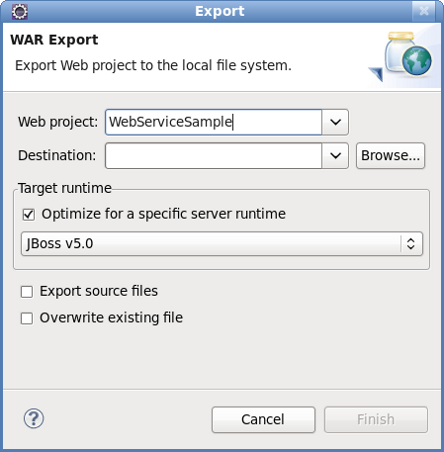 Export
WAR Export
Export Web project to the local file system.
Web project: WebServiceSample
Destination: Browse...
Target runtime
Optimize for a specific server runtime
JBoss v5.0
Export source files
Overwrite existing file
? Cancel Finish